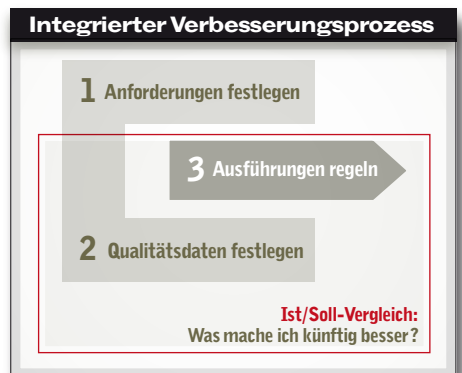 Integrierter Verbesserungsprozess
1 Anforderungen festlegen
3 Ausführungen regeln
2 Qualitätsdaten festlegen
Ist/Soll-Vergleich:
Was mache ich künftig besser?